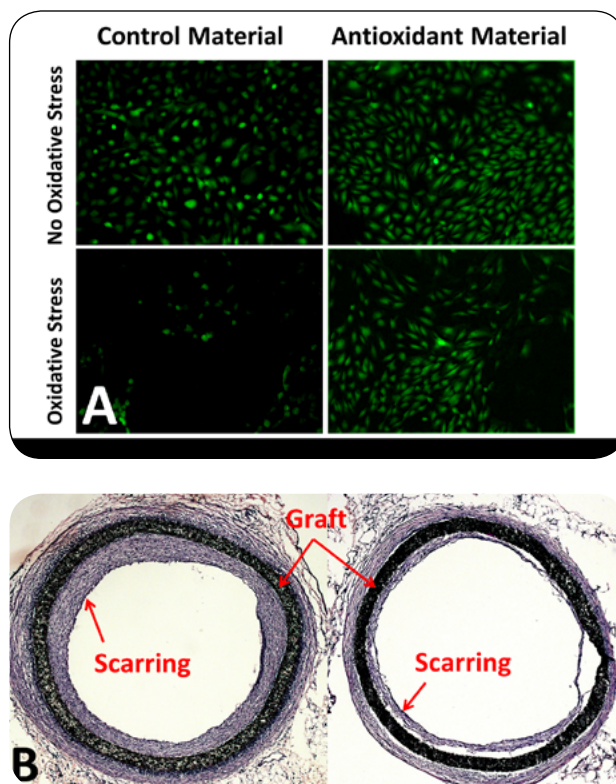 Control Material
Antioxidant Material
No Oxidative Stress
Oxidative Stress
A
Graft
Scarring
Scarring
B